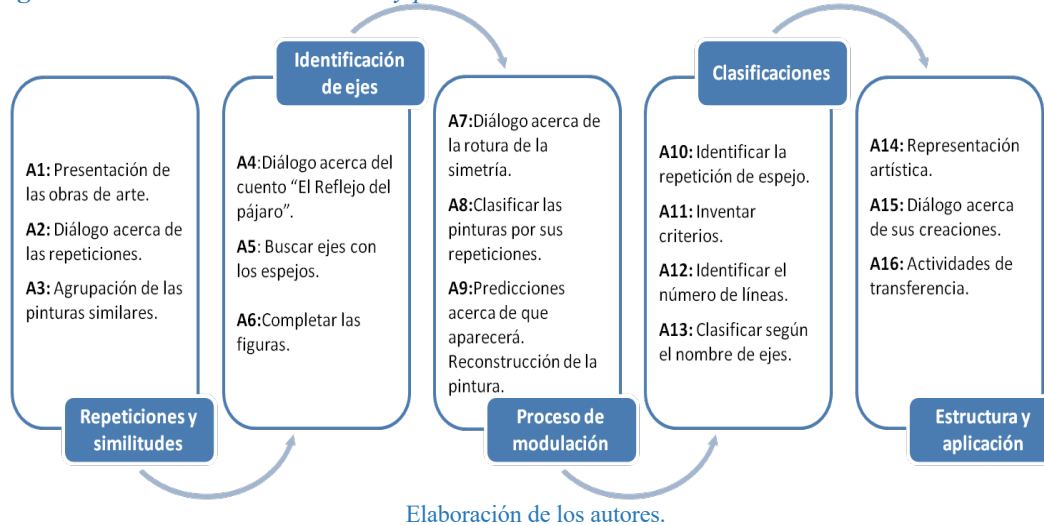 Identificación
de ejes
Clasificaciones
A1: Presentación de
las obras de arte.
A2: Diálogo acerca de
las repeticiones.
A3: Agrupación de las
pinturas similares.
Repeticiones y
similitudes
A4:Diálogo acerca del
cuento “El Reflejo del
pájaro”.
A5: Buscar ejes con
los espejos.
A6:Completar las
figuras.
A7:Diálogo acerca de
la rotura de la
simetría.
A8:Clasificar las
pinturas por sus
repeticiones.
A9:Predicciones
acerca de que
aparecerá.
Reconstrucción de la
pintura.
Proceso de
modulación
A10: Identificar la
repetición de espejo.
A11: Inventar
criterios.
A12: Identificar el
número de líneas.
A13: Clasificar según
el nombre de ejes.
A14: Representación
artística.
A15: Diálogo acerca
de sus creaciones.
A16: Actividades de
transferencia.
Estructura y
aplicación
Elaboración de los autores.